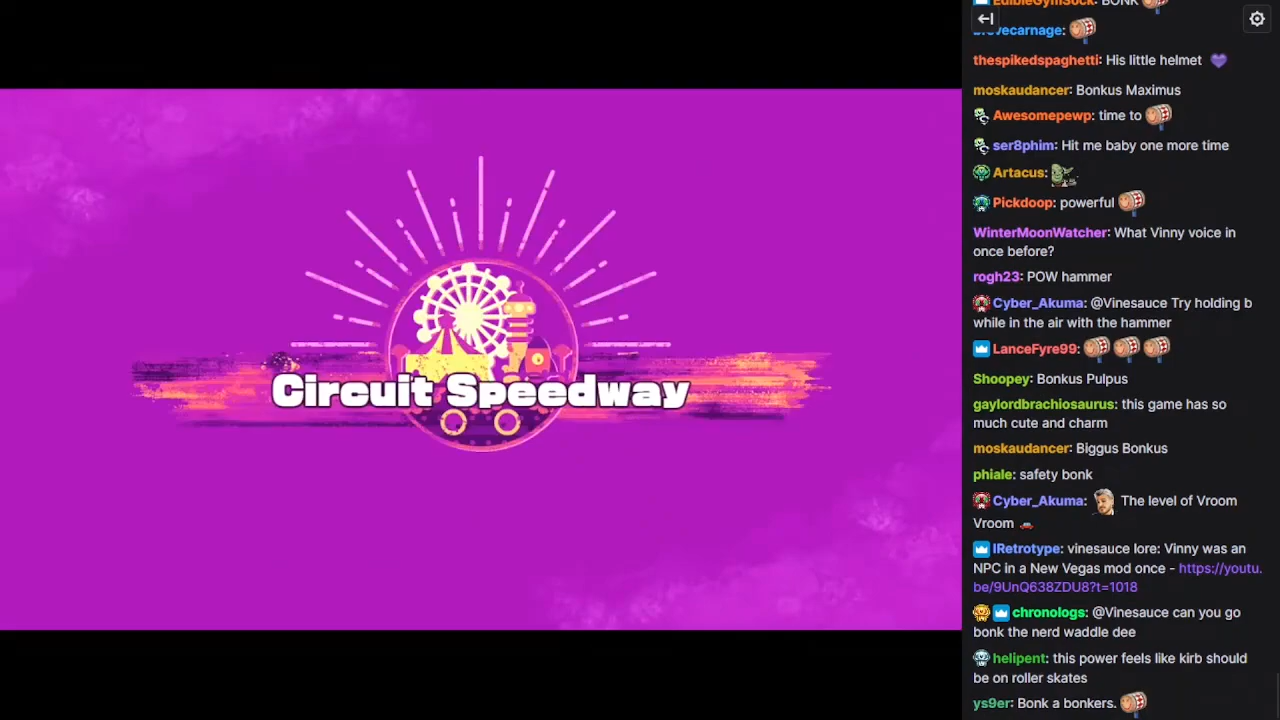 Circuit Speedway
EdibleGymSock: BONK
thespikedspaghetti: His little helmet
moskaudancer: Bonkus Maximus
Awesomepewp: time to
ser8phim: Hit me baby one more time
Artacus:
Pickdoop: powerful
WinterMoonWatcher: What Vinny voice in
once before?
rogh23: POW hammer
Cyber_Akuma: @Vinesauce Try holding b
while in the air with the hammer
LanceFyre99:
Shoopey: Bonkus Pulpus
gaylordbrachiosaurus: this game has so
much cute and charm
moskaudancer: Biggus Bonkus
phiale: safety bonk
Cyber_Akuma: The level of Vroom
Vroom
IRetrotype: vinesauce lore: Vinny was an
NPC in a New Vegas mod once - https://youtu.
be/9UnQ638ZDU8?t=1018
chronologs: @Vinesauce can you go
bonk the nerd waddle dee
helipent: this power feels like kirb should
be on roller skates
ys9er: Bonk a bonkers.